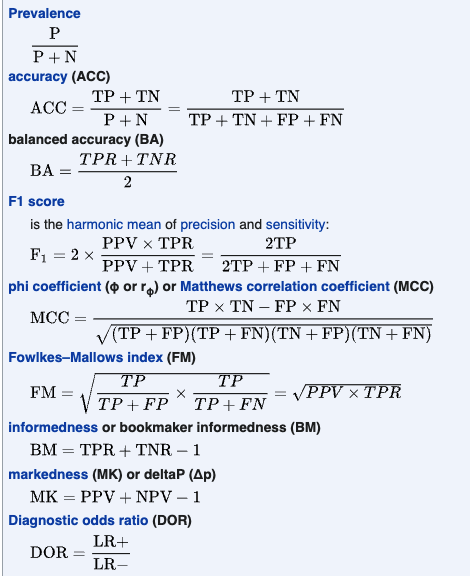 Prevalence
P / P + N
accuracy (ACC)
ACC = TP + TN / P + N = TP + TN / TP + TN + FP + FN
balanced accuracy (BA)
BA = TPR + TNR / 2
F1 score
is the harmonic mean of precision and sensitivity:
F₁ = 2 × PPV × TPR / PPV + TPR = 2TP / 2TP + FP + FN
phi coefficient (φ or rφ) or Matthews correlation coefficient (MCC)
MCC = TP × TN − FP × FN / √(TP + FP)(TP + FN)(TN + FP)(TN + FN)
Fowlkes–Mallows index (FM)
FM = √ TP / TP + FP × TP / TP + FN = √PPV × TPR
informedness or bookmaker informedness (BM)
BM = TPR + TNR − 1
markedness (MK) or deltaP (Δp)
MK = PPV + NPV − 1
Diagnostic odds ratio (DOR)
DOR = LR+ / LR−